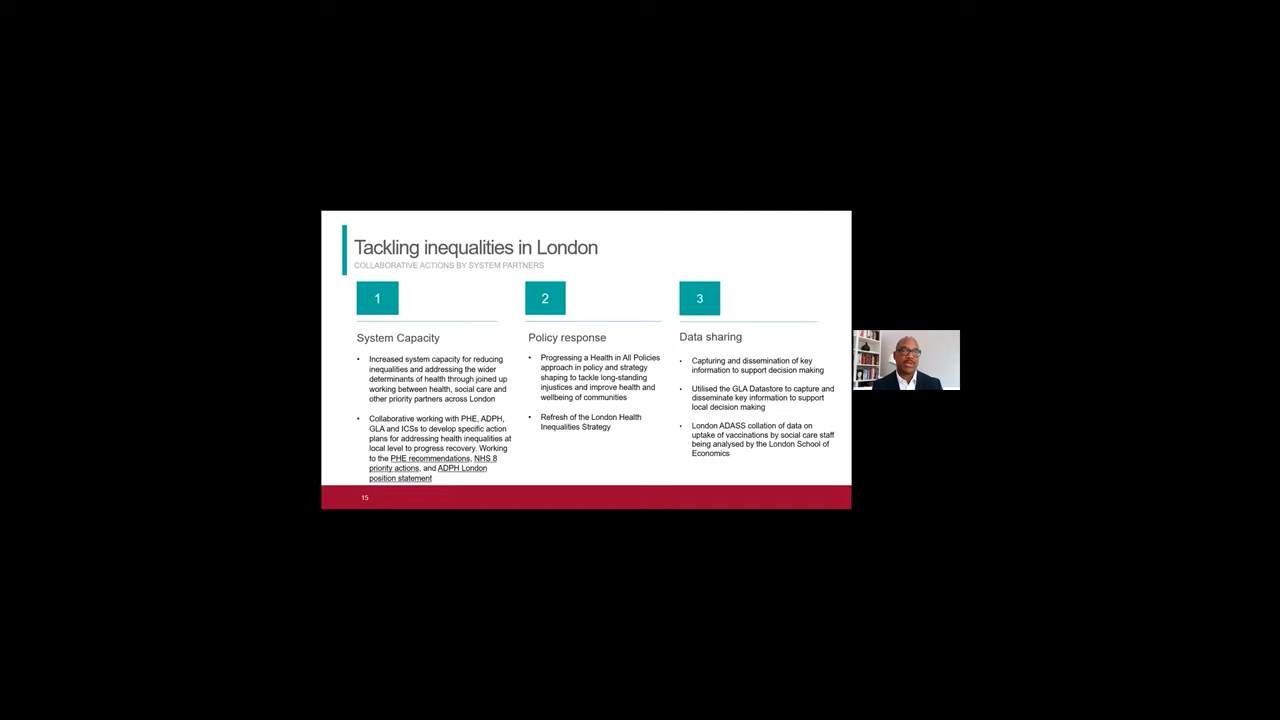 Tackling inequalities in London
COLLABORATIVE ACTIONS BY SYSTEM PARTNERS
1
System Capacity
• Increased system capacity for reducing
inequalities and addressing the wider
determinants of health through joined up
working between health, social care and
other priority partners across London
• Collaborative working with PHE, ADPH,
GLA and ICSs to develop specific action
plans for addressing health inequalities at
local level to progress recovery. Working
to the PHE recommendations, NHS 8
priority actions, and ADPH London
position statement
2
Policy response
• Progressing a Health in All Policies
approach in policy and strategy
shaping to tackle long-standing
injustices and improve health and
wellbeing of communities
• Refresh of the London Health
Inequalities Strategy
3
Data sharing
• Capturing and dissemination of key
information to support decision making
• Utilised the GLA Datastore to capture and
disseminate key information to support
local decision making
• London ADASS collation of data on
uptake of vaccinations by social care staff
being analysed by the London School of
Economics
15